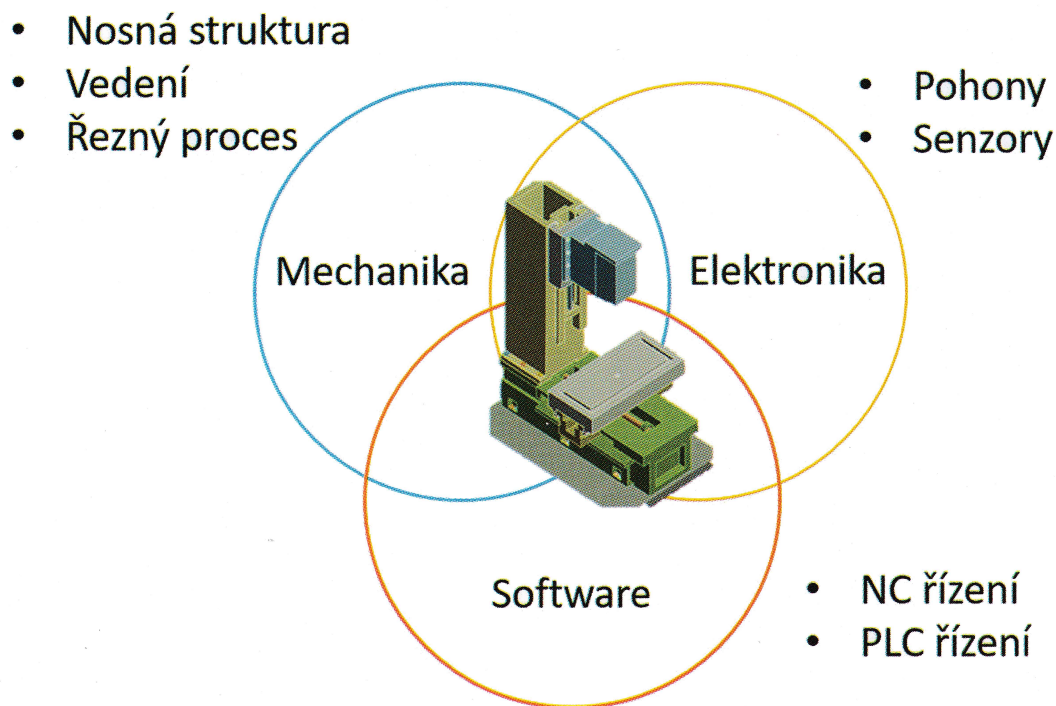 • Nosná struktura
• Vedení
• Řezný proces
• Pohony
• Senzory
Mechanika
Elektronika
Software
• NC řízení
• PLC řízení